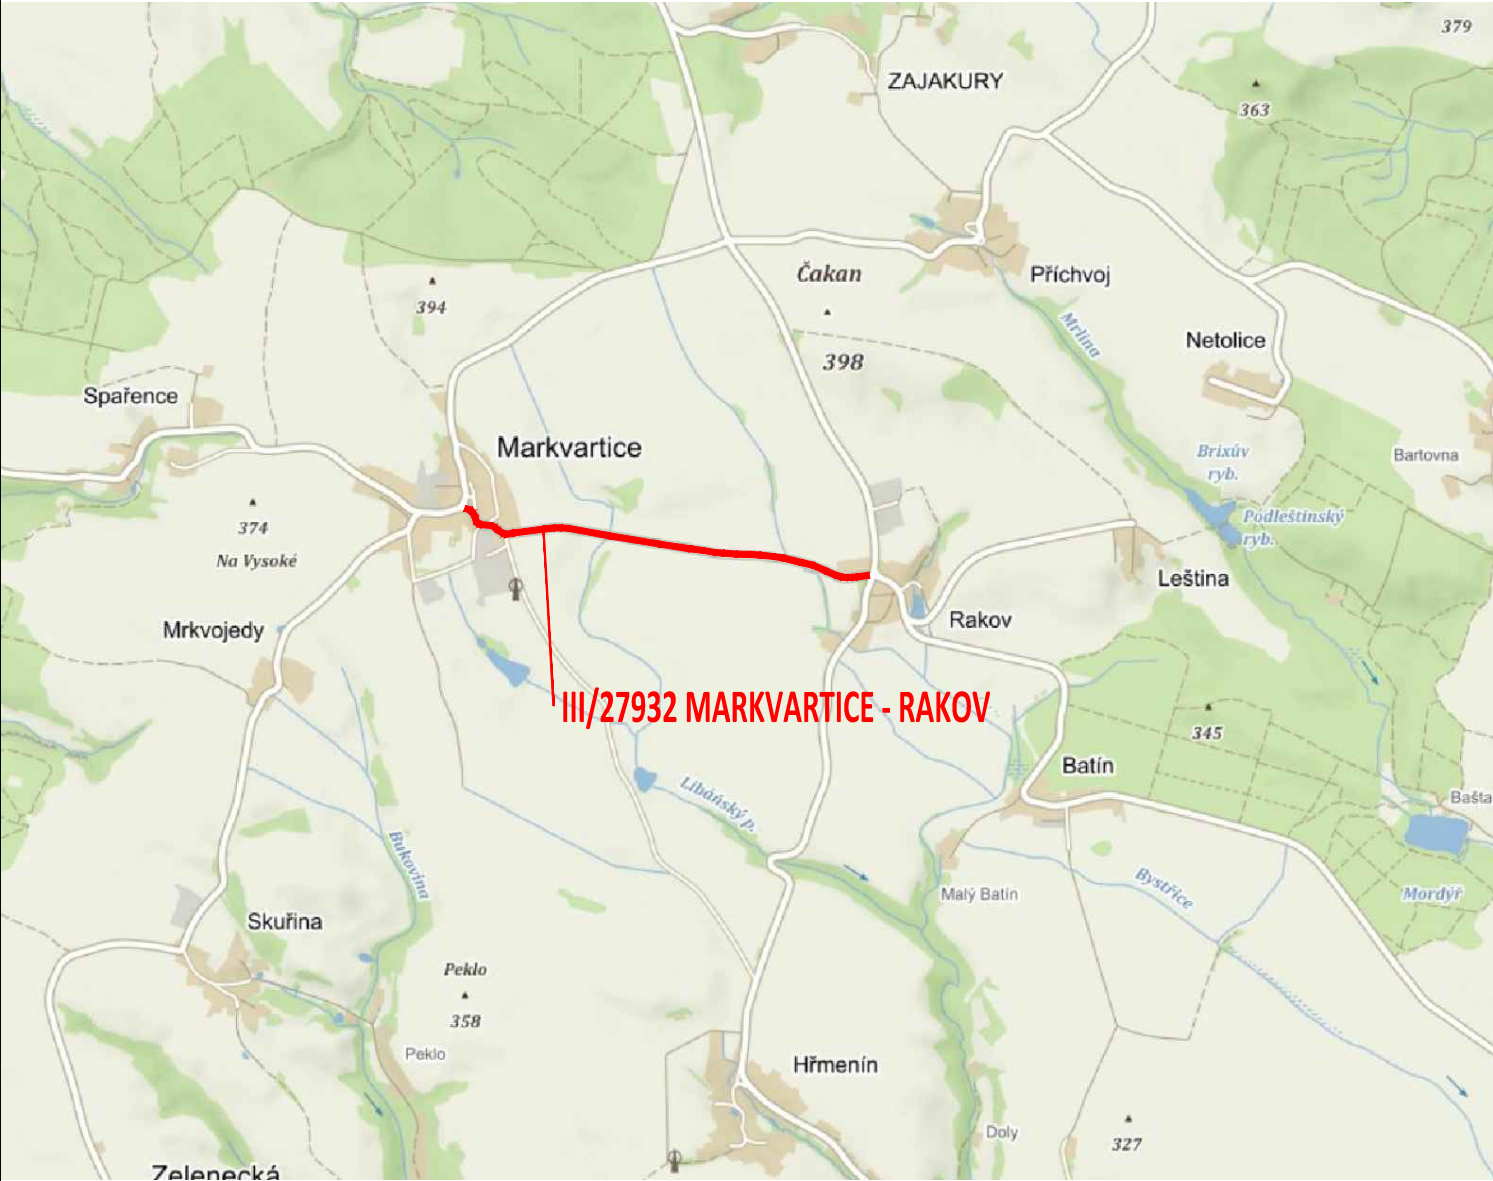 379
ZAJAKURY
363
Čakan
Příchvoj
394
Mrlina
Netolice
398
Spařence
Markvartice
Brixův
ryb.
Bartovna
374
Podleštinský
ryb.
Na Vysoké
Leština
Rakov
Mrkvojedy
III/27932 MARKVARTICE - RAKOV
345
Batín
Libáňský p.
Bašta
Bukovina
Bystřice
Malý Batín
Mordýř
Skuřina
Peklo
358
Peklo
Hřmenín
Doly
327
Zelenecká